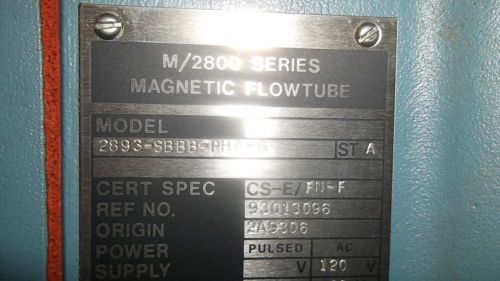 M/2800 SERIES
MAGNETIC FLOWTUBE
MODEL
2893-SBBB-PHA-G ST A
CERT SPEC CS-E/FN-F
REF NO. 93013096
ORIGIN 2A9306
POWER PULSED AC
SUPPLY V 120 V